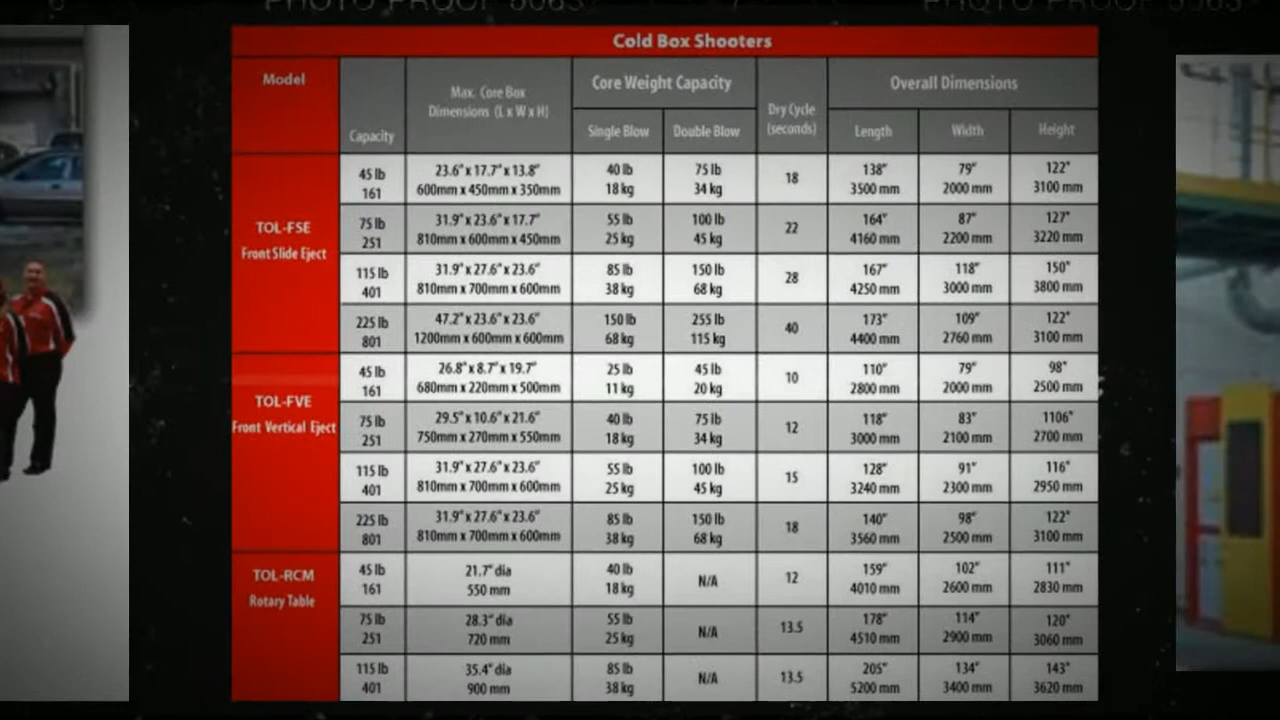 PHOTO PROOF 5063
PHOTO PROOF 5063
Cold Box Shooters
Model
Capacity
Max. Core Box
Dimensions (L x W x H)
Core Weight Capacity
Single Blow
Double Blow
Dry Cycle
(seconds)
Overall Dimensions
Length
Width
Height
TOL-FSE
Front Slide Eject
45 lb
161
23.6" x 17.7" x 13.8"
600mm x 450mm x 350mm
40 lb
18 kg
75 lb
34 kg
18
138"
3500 mm
79"
2000 mm
122"
3100 mm
75 lb
251
31.9" x 23.6" x 17.7"
810mm x 600mm x 450mm
55 lb
25 kg
100 lb
45 kg
22
164"
4160 mm
87"
2200 mm
127"
3220 mm
115 lb
401
31.9" x 27.6" x 23.6"
810mm x 700mm x 600mm
85 lb
38 kg
150 lb
68 kg
28
167"
4250 mm
118"
3000 mm
150"
3800 mm
225 lb
801
47.2" x 23.6" x 23.6"
1200mm x 600mm x 600mm
150 lb
68 kg
255 lb
115 kg
40
173"
4400 mm
109"
2760 mm
122"
3100 mm
TOL-FVE
Front Vertical Eject
45 lb
161
26.8" x 8.7" x 19.7"
680mm x 220mm x 500mm
25 lb
11 kg
45 lb
20 kg
10
110"
2800 mm
79"
2000 mm
98"
2500 mm
75 lb
251
29.5" x 10.6" x 21.6"
750mm x 270mm x 550mm
40 lb
18 kg
75 lb
34 kg
12
118"
3000 mm
83"
2100 mm
1106"
2700 mm
115 lb
401
31.9" x 27.6" x 23.6"
810mm x 700mm x 600mm
55 lb
25 kg
100 lb
45 kg
15
128"
3240 mm
91"
2300 mm
116"
2950 mm
225 lb
801
31.9" x 27.6" x 23.6"
810mm x 700mm x 600mm
85 lb
38 kg
150 lb
68 kg
18
140"
3560 mm
98"
2500 mm
122"
3100 mm
TOL-RCM
Rotary Table
45 lb
161
21.7" dia
550 mm
40 lb
18 kg
N/A
12
159"
4010 mm
102"
2600 mm
111"
2830 mm
75 lb
251
28.3" dia
720 mm
55 lb
25 kg
N/A
13.5
178"
4510 mm
114"
2900 mm
120"
3060 mm
115 lb
401
35.4" dia
900 mm
85 lb
38 kg
N/A
13.5
205"
5200 mm
134"
3400 mm
143"
3620 mm